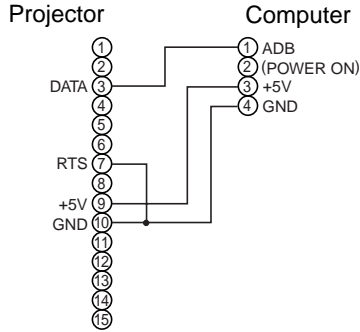 Projector
Computer
1
2
DATA 3
4
5
6
RTS 7
8
+5V 9
GND 10
11
12
13
14
15
1 ADB
2 (POWER ON)
3 +5V
4 GND